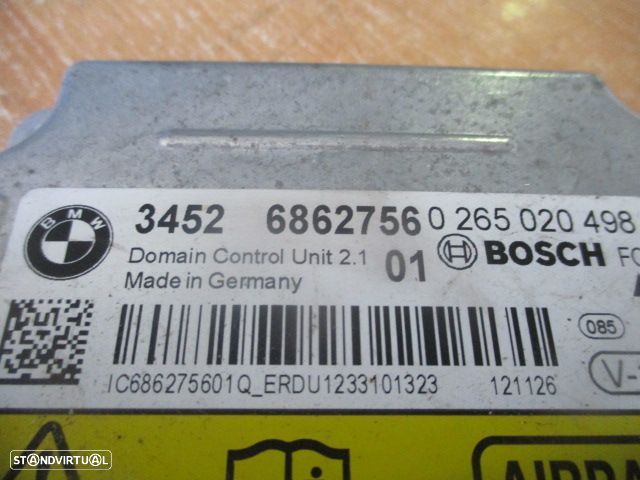 BMW
3452 6862756 0 265 020 498
Domain Control Unit 2.1 01 BOSCH
Made in Germany
085
IC686275601Q_ERDU1233101323 121126
STANDVIRTUAL